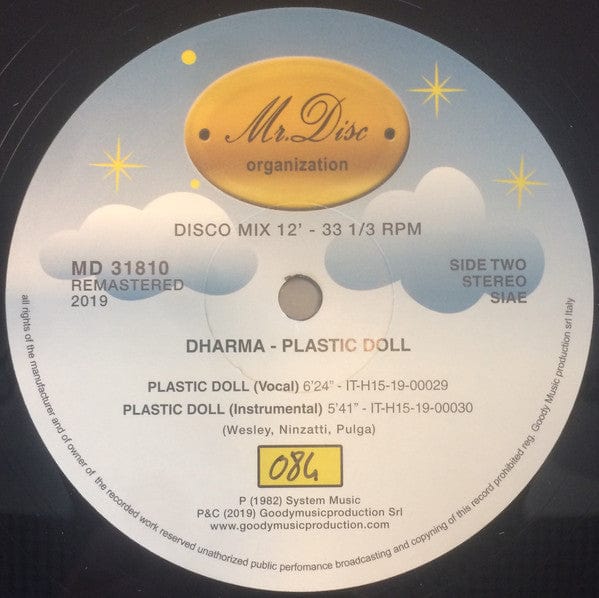 Mr. Disc
organization
DISCO MIX 12' - 33 1/3 RPM
MD 31810
REMASTERED
2019
SIDE TWO
STEREO
SIAE
DHARMA - PLASTIC DOLL
PLASTIC DOLL (Vocal) 6'24" - IT-H15-19-00029
PLASTIC DOLL (Instrumental) 5'41" - IT-H15-19-00030
(Wesley, Ninzatti, Pulga)
084
P (1982) System Music
P&C (2019) Goodymusicproduction Srl
www.goodymusicproduction.com
all rights of the manufacturer and of owner of the recorded work reserved unathorized public perfomance broadcasting and copying of this record prohibited reg. Goody Music production srl Italy